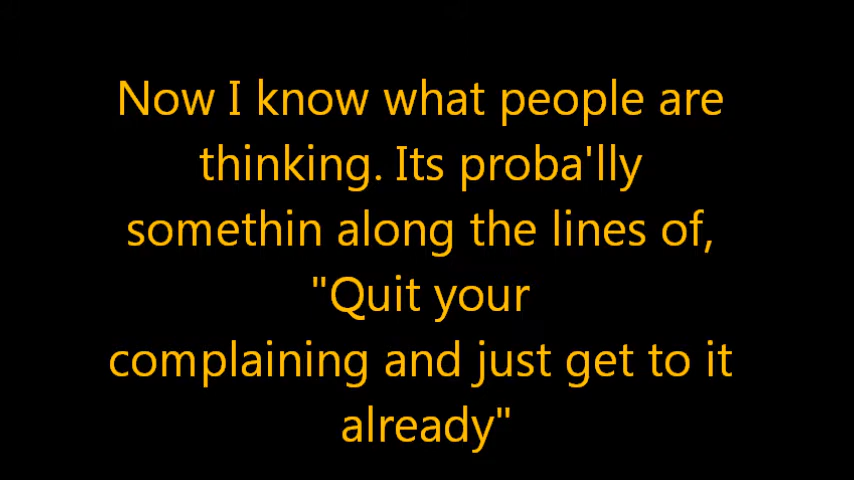 Now I know what people are
thinking. Its proba'lly
somethin along the lines of,
"Quit your
complaining and just get to it
already"